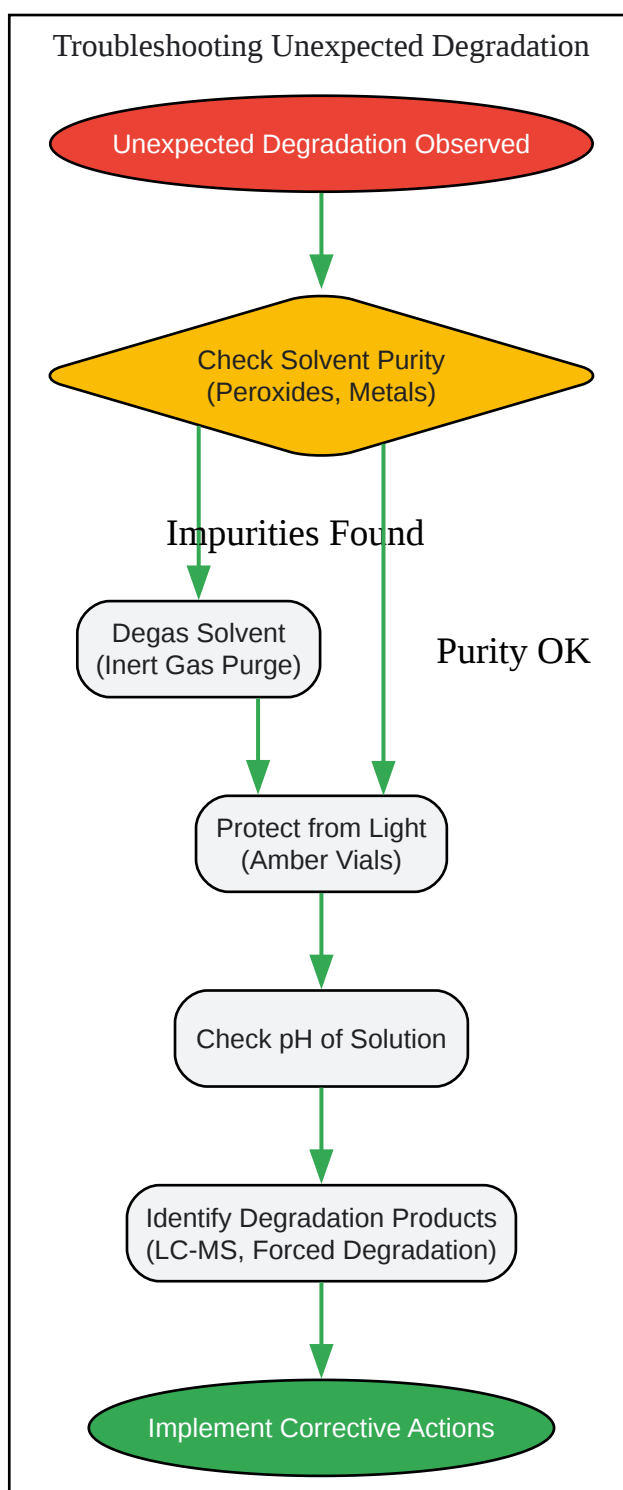 Troubleshooting Unexpected Degradation
Unexpected Degradation Observed
Check Solvent Purity
(Peroxides, Metals)
Impurities Found
Degas Solvent
(Inert Gas Purge)
Purity OK
Protect from Light
(Amber Vials)
Check pH of Solution
Identify Degradation Products
(LC-MS, Forced Degradation)
Implement Corrective Actions